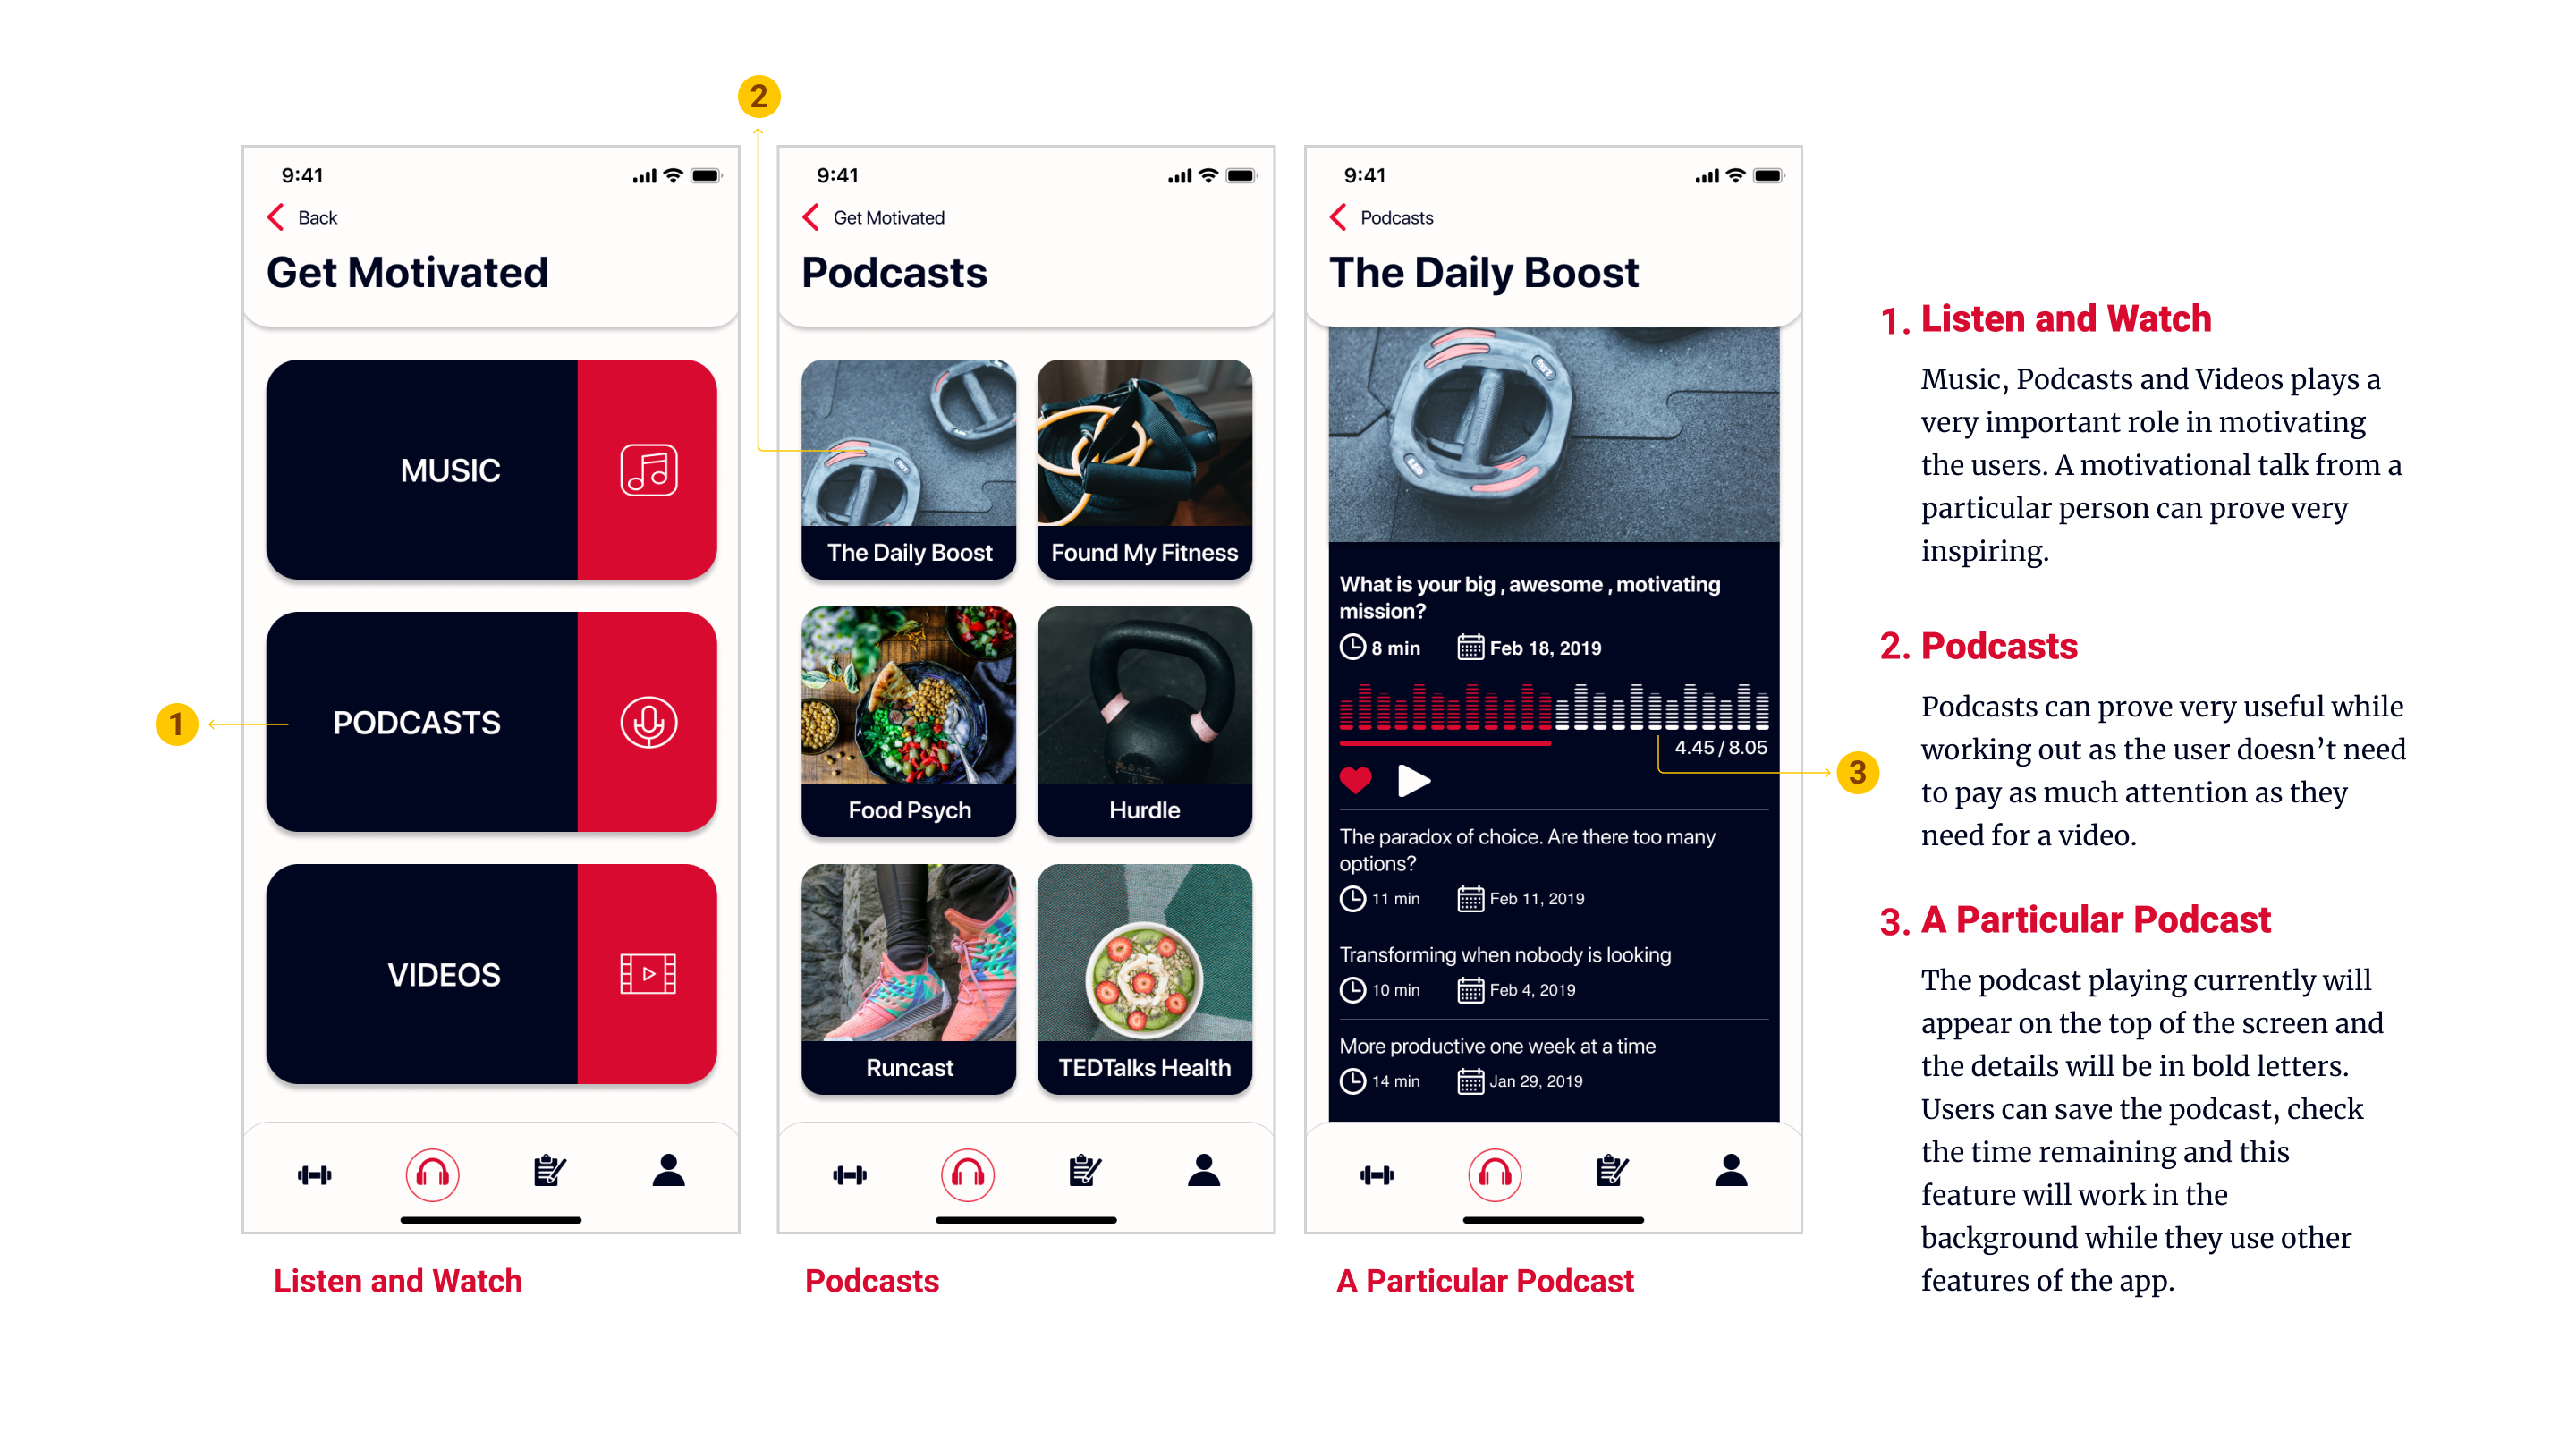 2
9:41
Back
Get Motivated
MUSIC
1
PODCASTS
VIDEOS
Listen and Watch
9:41
Get Motivated
Podcasts
The Daily Boost
Found My Fitness
Food Psych
Hurdle
Runcast
TEDTalks Health
Podcasts
9:41
Podcasts
The Daily Boost
What is your big , awesome , motivating
mission?
8 min
Feb 18, 2019
4.45 / 8.05
3
The paradox of choice. Are there too many
options?
11 min
Feb 11, 2019
Transforming when nobody is looking
10 min
Feb 4, 2019
More productive one week at a time
14 min
Jan 29, 2019
A Particular Podcast
1. Listen and Watch
Music, Podcasts and Videos plays a
very important role in motivating
the users. A motivational talk from a
particular person can prove very
inspiring.
2. Podcasts
Podcasts can prove very useful while
working out as the user doesn’t need
to pay as much attention as they
need for a video.
3. A Particular Podcast
The podcast playing currently will
appear on the top of the screen and
the details will be in bold letters.
Users can save the podcast, check
the time remaining and this
feature will work in the
background while they use other
features of the app.